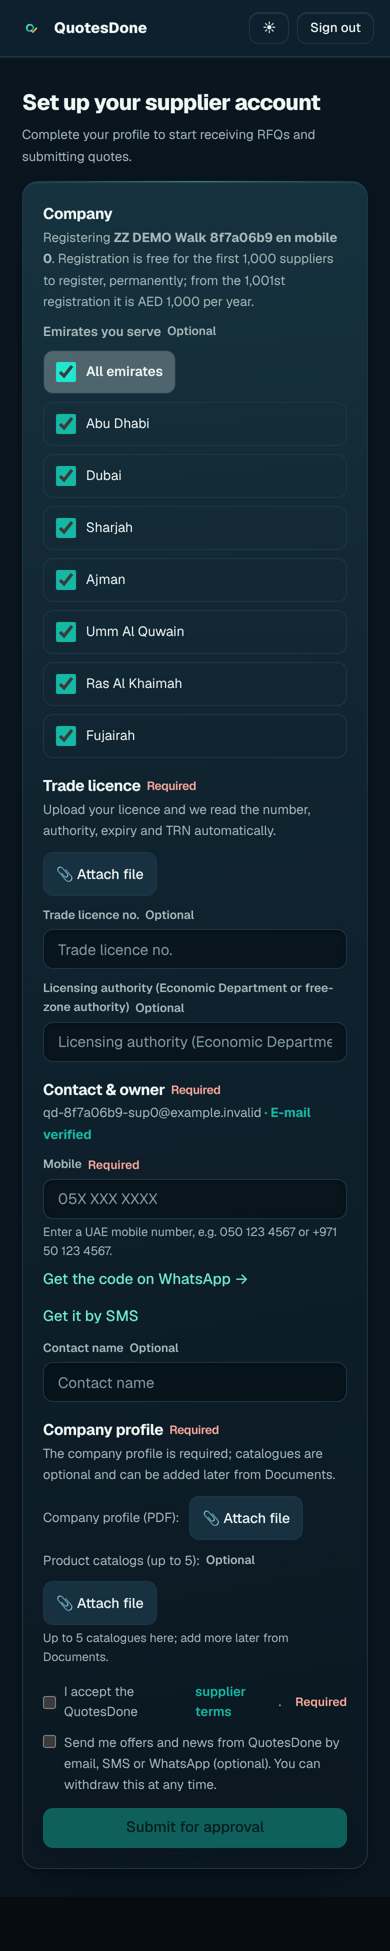 QuotesDone
Sign out
Set up your supplier account
Complete your profile to start receiving RFQs and
submitting quotes.
Company
Registering ZZ DEMO Walk 8f7a06b9 en mobile
0. Registration is free for the first 1,000 suppliers
to register, permanently; from the 1,001st
registration it is AED 1,000 per year.
Emirates you serve Optional
All emirates
Abu Dhabi
Dubai
Sharjah
Ajman
Umm Al Quwain
Ras Al Khaimah
Fujairah
Trade licence Required
Upload your licence and we read the number,
authority, expiry and TRN automatically.
Attach file
Trade licence no. Optional
Trade licence no.
Licensing authority (Economic Department or free-
zone authority) Optional
Licensing authority (Economic Departme
Contact & owner Required
qd-8f7a06b9-sup0@example.invalid · E-mail
verified
Mobile Required
05X XXX XXXX
Enter a UAE mobile number, e.g. 050 123 4567 or +971
50 123 4567.
Get the code on WhatsApp →
Get it by SMS
Contact name Optional
Contact name
Company profile Required
The company profile is required; catalogues are
optional and can be added later from Documents.
Company profile (PDF): Attach file
Product catalogs (up to 5): Optional
Attach file
Up to 5 catalogues here; add more later from
Documents.
I accept the QuotesDone supplier terms . Required
Send me offers and news from QuotesDone by
email, SMS or WhatsApp (optional). You can
withdraw this at any time.
Submit for approval